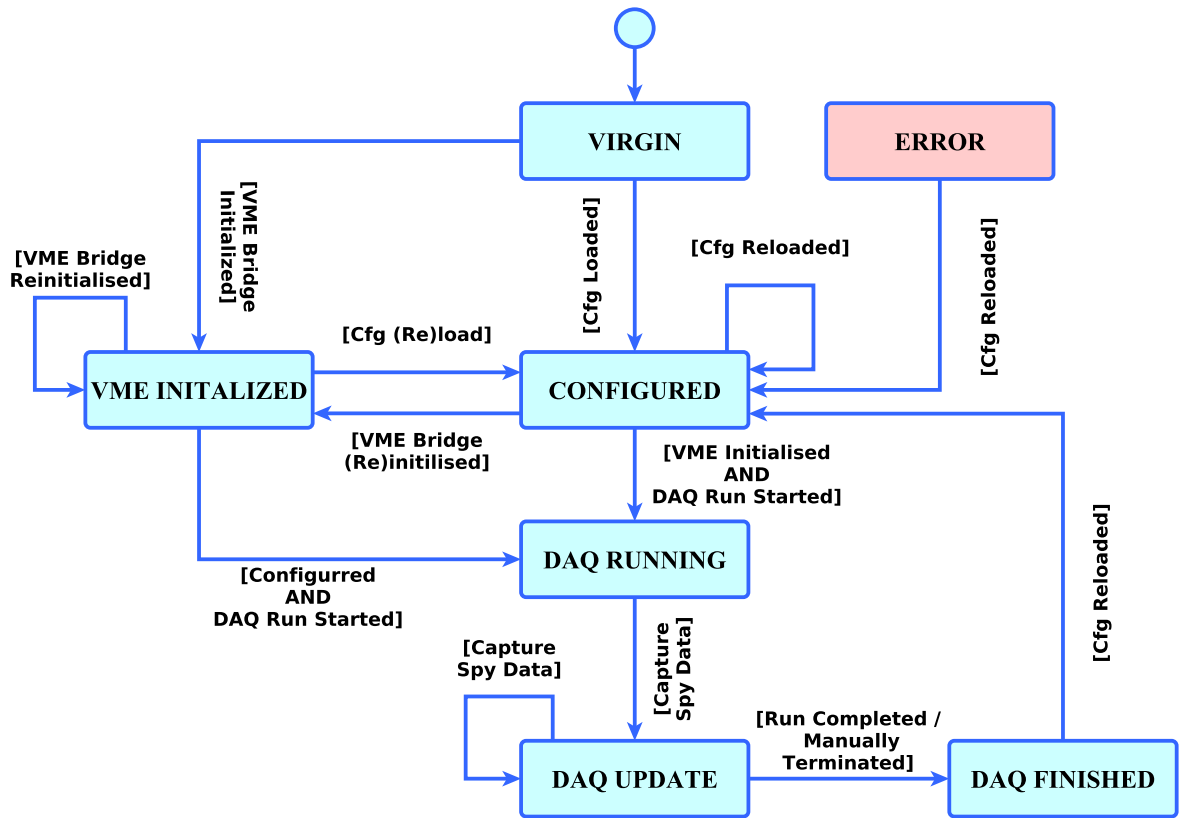 VIRGIN
ERROR
[VME Bridge
Initialized]
[Cfg Loaded]
[Cfg Reloaded]
[Cfg Reloaded]
[VME Bridge
Reinitialised]
[Cfg (Re)load]
VME INITALIZED
CONFIGURED
[VME Bridge
(Re)initilised]
[VME Initialised
AND
DAQ Run Started]
DAQ RUNNING
[Configurred
AND
DAQ Run Started]
[Cfg Reloaded]
[Capture
Spy Data]
[Capture
Spy Data]
[Run Completed /
Manually
Terminated]
DAQ UPDATE
DAQ FINISHED